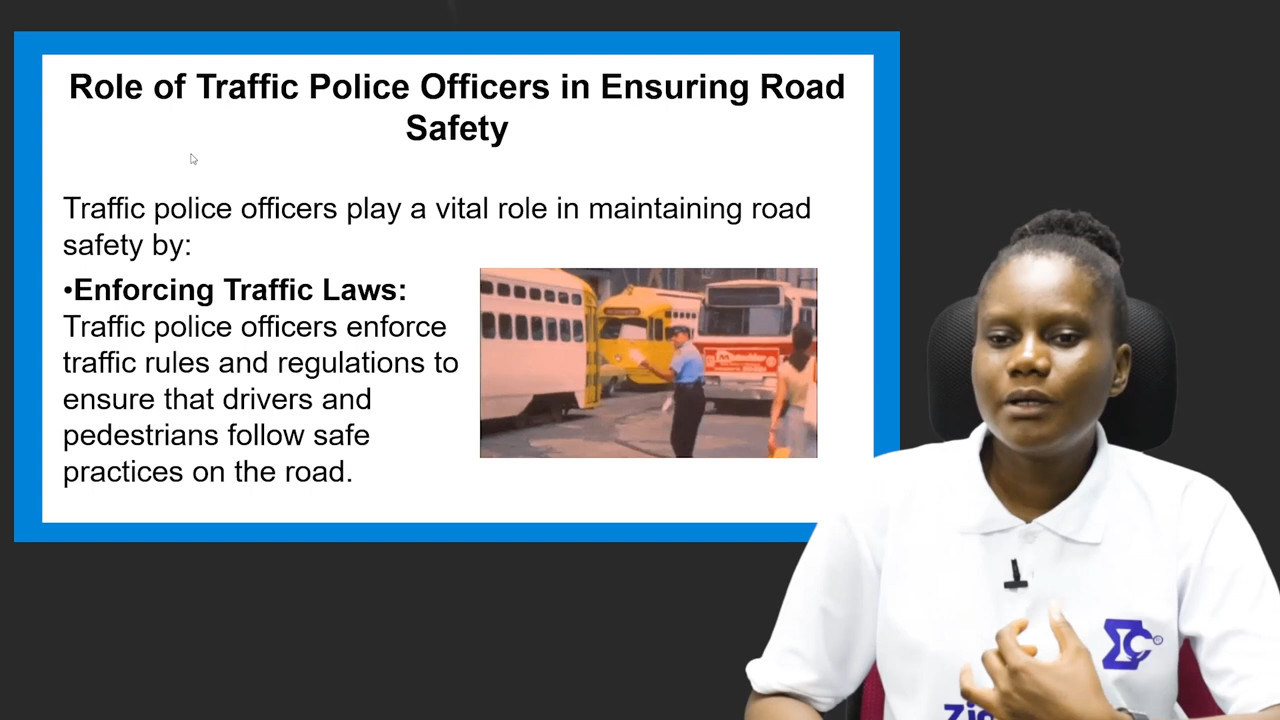 Role of Traffic Police Officers in Ensuring Road
Safety
Traffic police officers play a vital role in maintaining road
safety by:
•Enforcing Traffic Laws:
Traffic police officers enforce
traffic rules and regulations to
ensure that drivers and
pedestrians follow safe
practices on the road.